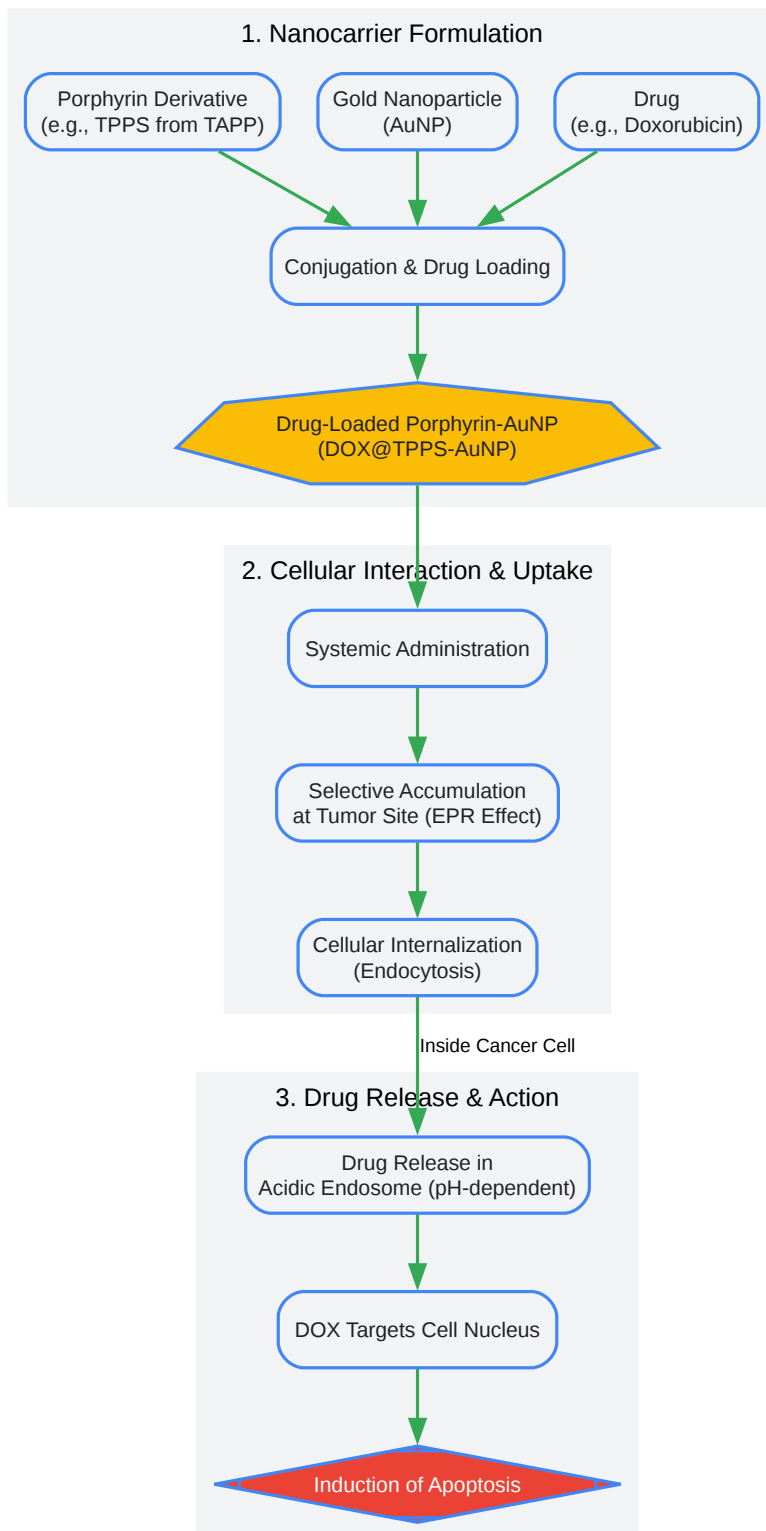 1. Nanocarrier Formulation
Porphyrin Derivative
(e.g., TPPS from TAPP)
Gold Nanoparticle
(AuNP)
Drug
(e.g., Doxorubicin)
Conjugation & Drug Loading
Drug-Loaded Porphyrin-AuNP
(DOX@TPPS-AuNP)
2. Cellular Interaction & Uptake
Systemic Administration
Selective Accumulation
at Tumor Site (EPR Effect)
Cellular Internalization
(Endocytosis)
Inside Cancer Cell
3. Drug Release & Action
Drug Release in
Acidic Endosome (pH-dependent)
DOX Targets Cell Nucleus
Induction of Apoptosis